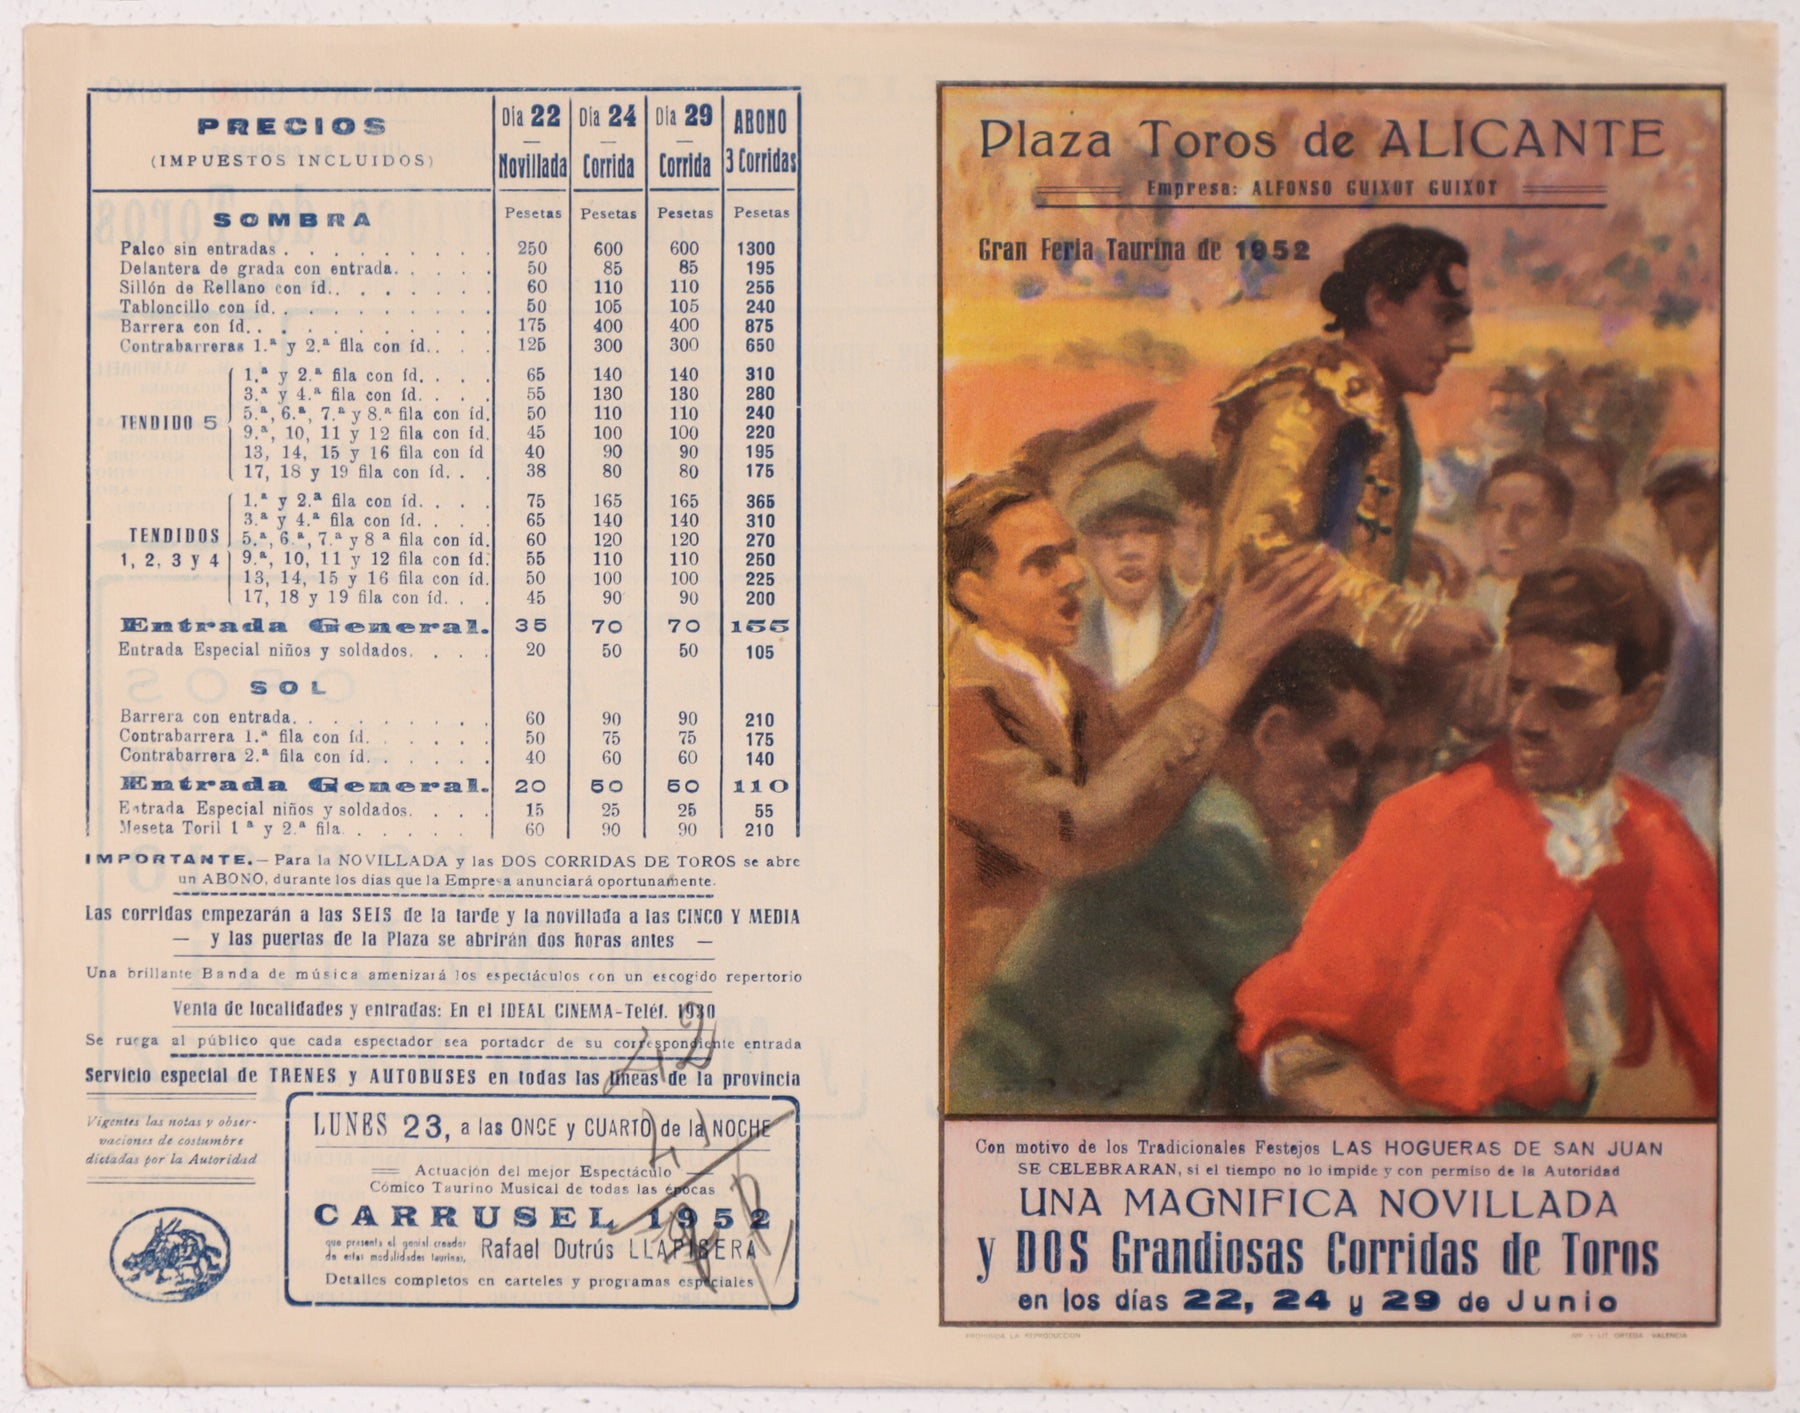 PRECIOS
(IMPUESTOS INCLUIDOS)
Día 22 Novillada
Día 24 Corrida
Día 29 Corrida
ABONO 3 Corridas
SOMBRA Pesetas Pesetas Pesetas Pesetas
Palco sin entradas 250 600 600 1300
Delantera de grada con entrada. 50 85 85 195
Sillón de Rellano con íd. 60 110 110 255
Tabloncillo con íd. 50 105 105 240
Barrera con íd. 175 400 400 875
Contrabarreras 1.ª y 2.ª fila con íd. 125 300 300 650
TENDIDO 5
1.ª y 2.ª fila con íd. 65 140 140 310
3.ª y 4.ª fila con íd. 55 130 130 280
5.ª, 6.ª, 7.ª y 8.ª fila con íd. 50 110 110 240
9.ª, 10, 11 y 12 fila con íd. 45 100 100 220
13, 14, 15 y 16 fila con íd 40 90 90 195
17, 18 y 19 fila con íd. 38 80 80 175
TENDIDOS 1, 2, 3 y 4
1.ª y 2.ª fila con íd. 75 165 165 365
3.ª y 4.ª fila con íd. 65 140 140 310
5.ª, 6.ª, 7.ª y 8 ª fila con íd. 60 120 120 270
9.ª, 10, 11 y 12 fila con íd. 55 110 110 250
13, 14, 15 y 16 fila con íd. 50 100 100 225
17, 18 y 19 fila con íd. 45 90 90 200
Entrada General. 35 70 70 155
Entrada Especial niños y soldados. 20 50 50 105
SOL
Barrera con entrada. 60 90 90 210
Contrabarrera 1.ª fila con íd. 50 75 75 175
Contrabarrera 2.ª fila con íd. 40 60 60 140
Entrada General. 20 50 50 110
Entrada Especial niños y soldados. 15 25 25 55
Meseta Toril 1 ª y 2.ª fila. 60 90 90 210
IMPORTANTE.—Para la NOVILLADA y las DOS CORRIDAS DE TOROS se abre
un ABONO, durante los días que la Empresa anunciará oportunamente.
Las corridas empezarán a las SEIS de la tarde y la novillada a las CINCO Y MEDIA
— y las puertas de la Plaza se abrirán dos horas antes —
Una brillante Banda de música amenizará los espectáculos con un escogido repertorio
Venta de localidades y entradas: En el IDEAL CINEMA-Teléf. 1930
Se ruega al público que cada espectador sea portador de su correspondiente entrada
Servicio especial de TRENES y AUTOBUSES en todas las líneas de la provincia
42
Vigentes las notas y obser-
vaciones de costumbre
dictadas por la Autoridad
LUNES 23, a las ONCE y CUARTO de la NOCHE
Actuación del mejor Espectáculo
Cómico Taurino Musical de todas las épocas
CARRUSEL 1952
que presenta el genial creador
de estas modalidades taurinas,
Rafael Dutrús LLAPISERA
Detalles completos en carteles y programas especiales
Plaza Toros de ALICANTE
Empresa: ALFONSO GUIXOT GUIXOT
Gran Feria Taurina de 1952
Con motivo de los Tradicionales Festejos LAS HOGUERAS DE SAN JUAN
SE CELEBRARAN, si el tiempo no lo impide y con permiso de la Autoridad
UNA MAGNIFICA NOVILLADA
y DOS Grandiosas Corridas de Toros
en los días 22, 24 y 29 de Junio
PROHIBIDA LA REPRODUCCION
IMP. Y LIT. ORTEGA - VALENCIA